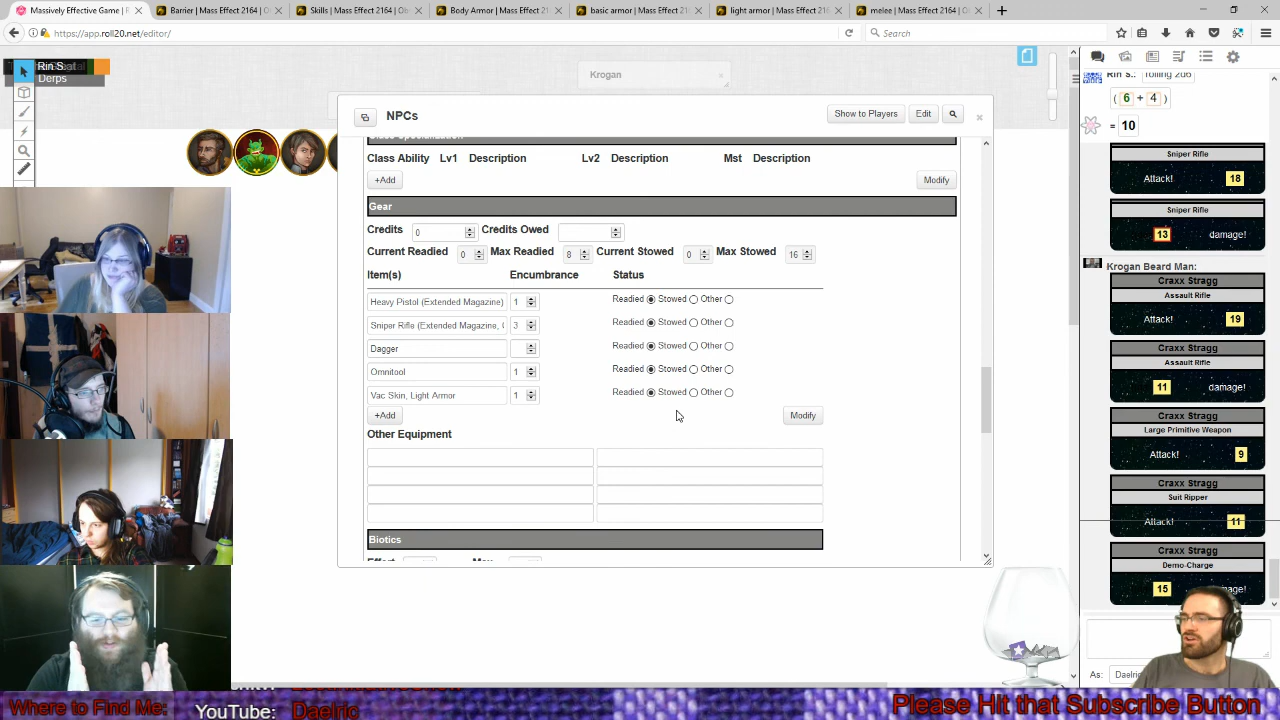 Massively Effective Game | R
Barrier | Mass Effect 2164 | O
Skills | Mass Effect 2164 | Ob
Body Armor | Mass Effect 21
basic armor | Mass Effect 21
light armor | Mass Effect 216
melee | Mass Effect 2164 | O
https://app.roll20.net/editor/
Search
Rin S.
Derps
Krogan
NPCs
Show to Players
Edit
Class Ability Lv1 Description Lv2 Description Mst Description
+Add
Modify
Gear
Credits 0 Credits Owed
Current Readied 0 Max Readied 8 Current Stowed 0 Max Stowed 16
Item(s) Encumbrance Status
Heavy Pistol (Extended Magazine) 1 Readied Stowed Other
Sniper Rifle (Extended Magazine, 3 Readied Stowed Other
Dagger Readied Stowed Other
Omnitool Readied Stowed Other
Vac Skin, Light Armor 1 Readied Stowed Other
+Add
Modify
Other Equipment
Biotics
Rin S.: rolling 2d6
( 6 + 4 )
= 10
Sniper Rifle
Attack! 18
Sniper Rifle
13 damage!
Krogan Beard Man:
Craxx Stragg
Assault Rifle
Attack! 19
Craxx Stragg
Assault Rifle
11 damage!
Craxx Stragg
Large Primitive Weapon
Attack! 9
Craxx Stragg
Suit Ripper
Attack! 11
Craxx Stragg
Demo-Charge
15
As: Daelric
Where to Find Me:
YouTube: Daelric
Please Hit that Subscribe Button